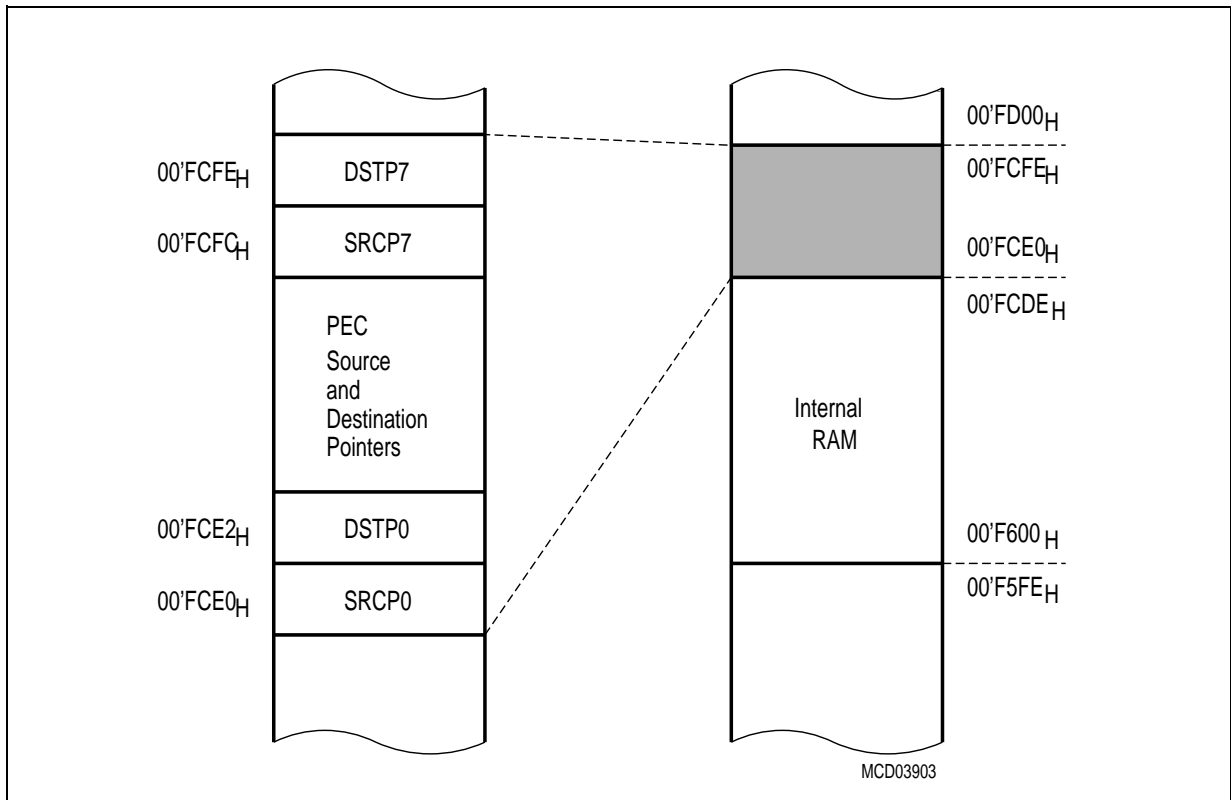 00'FCFEH
DSTP7
00'FCFCH
SRCP7
PEC
Source
and
Destination
Pointers
00'FCE2H
DSTP0
00'FCE0H
SRCP0
00'FD00H
00'FCFEH
00'FCE0H
00'FCDEH
Internal
RAM
00'F600H
00'F5FEH
MCD03903